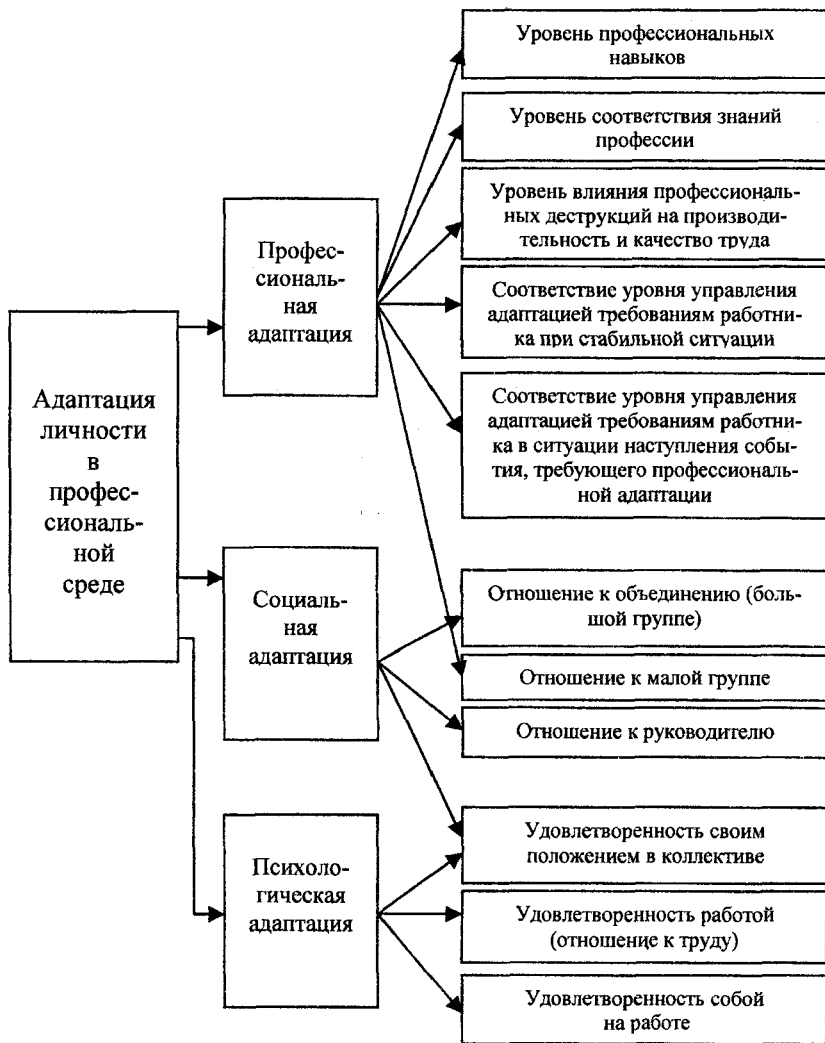 Адаптация
личности
в
профес-
сиональ-
ной
среде
Профес-
сиональ-
ная
адаптация
Социаль-
ная
адаптация
Психоло-
гическая
адаптация
Уровень профессиональных
навыков
Уровень соответствия знаний
профессии
Уровень влияния профессиональ-
ных деструкций на производи-
тельность и качество труда
Соответствие уровня управления
адаптацией требованиям работни-
ка при стабильной ситуации
Соответствие уровня управления
адаптацией требованиям работни-
ка в ситуации наступления собы-
тия, требующего профессиональ-
ной адаптации
Отношение к объединению (боль-
шой группе)
Отношение к малой группе
Отношение к руководителю
Удовлетворенность своим
положением в коллективе
Удовлетворенность работой
(отношение к труду)
Удовлетворенность собой
на работе